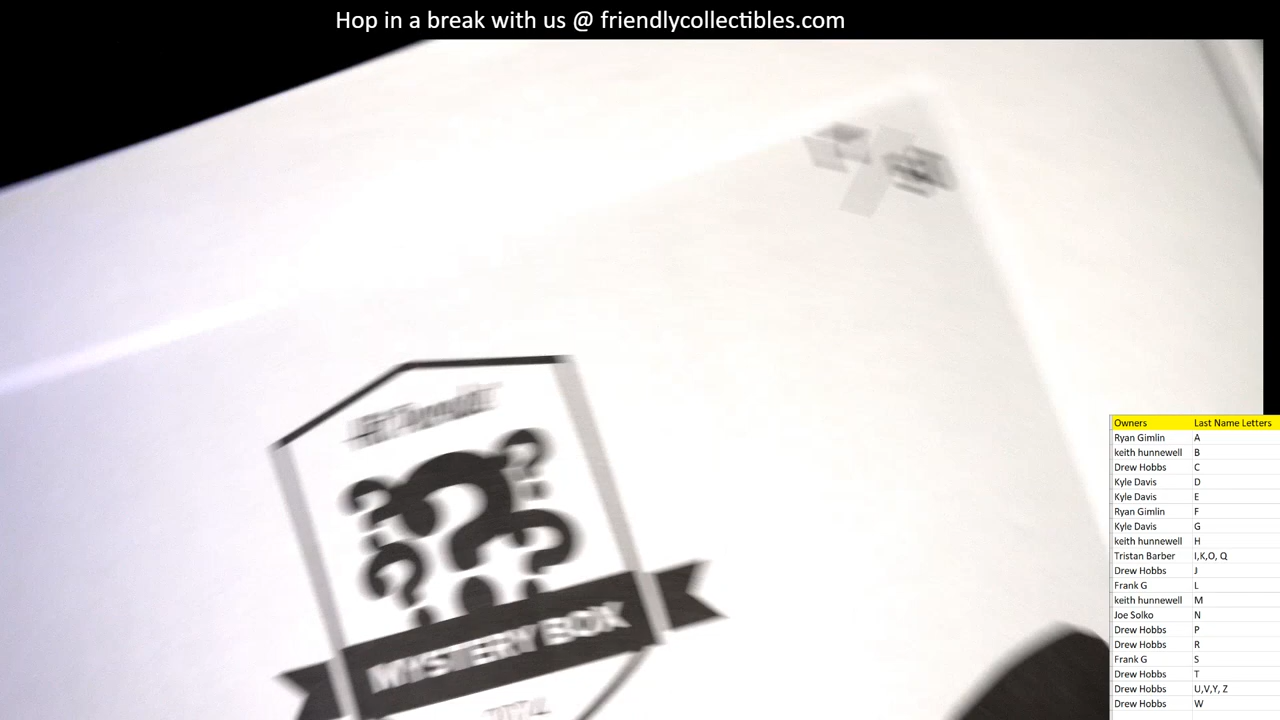 Hop in a break with us @ friendlycollectibles.com
MYSTERY BOX
Owners Last Name Letters
Ryan Gimlin A
keith hunnewell B
Drew Hobbs C
Kyle Davis D
Kyle Davis E
Ryan Gimlin F
Kyle Davis G
keith hunnewell H
Tristan Barber I,K,O, Q
Drew Hobbs J
Frank G L
keith hunnewell M
Joe Solko N
Drew Hobbs P
Drew Hobbs R
Frank G S
Drew Hobbs T
Drew Hobbs U,V,Y, Z
Drew Hobbs W